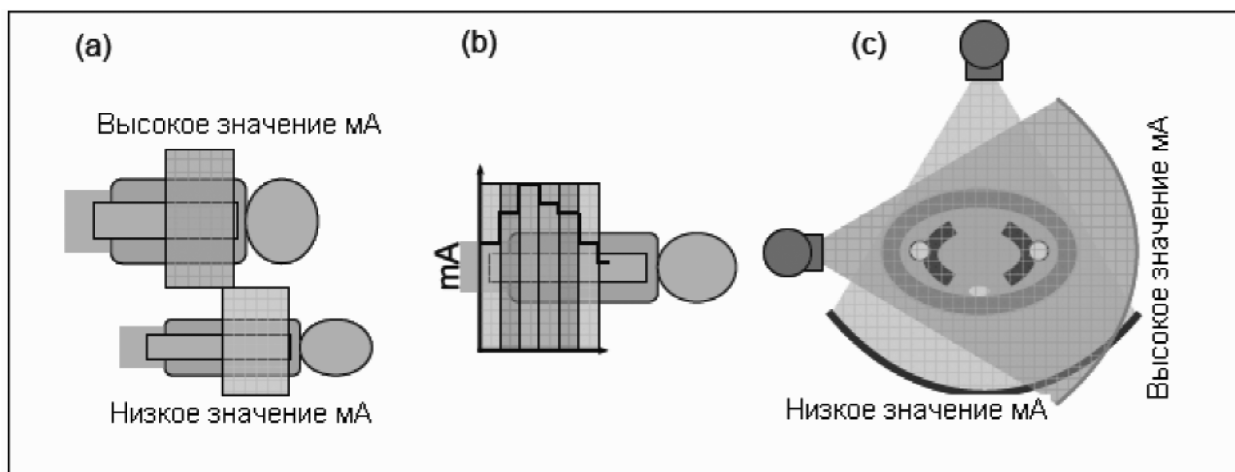 (a)
Высокое значение мА
Низкое значение мА
(b)
mA
(c)
Высокое значение мА
Низкое значение мА